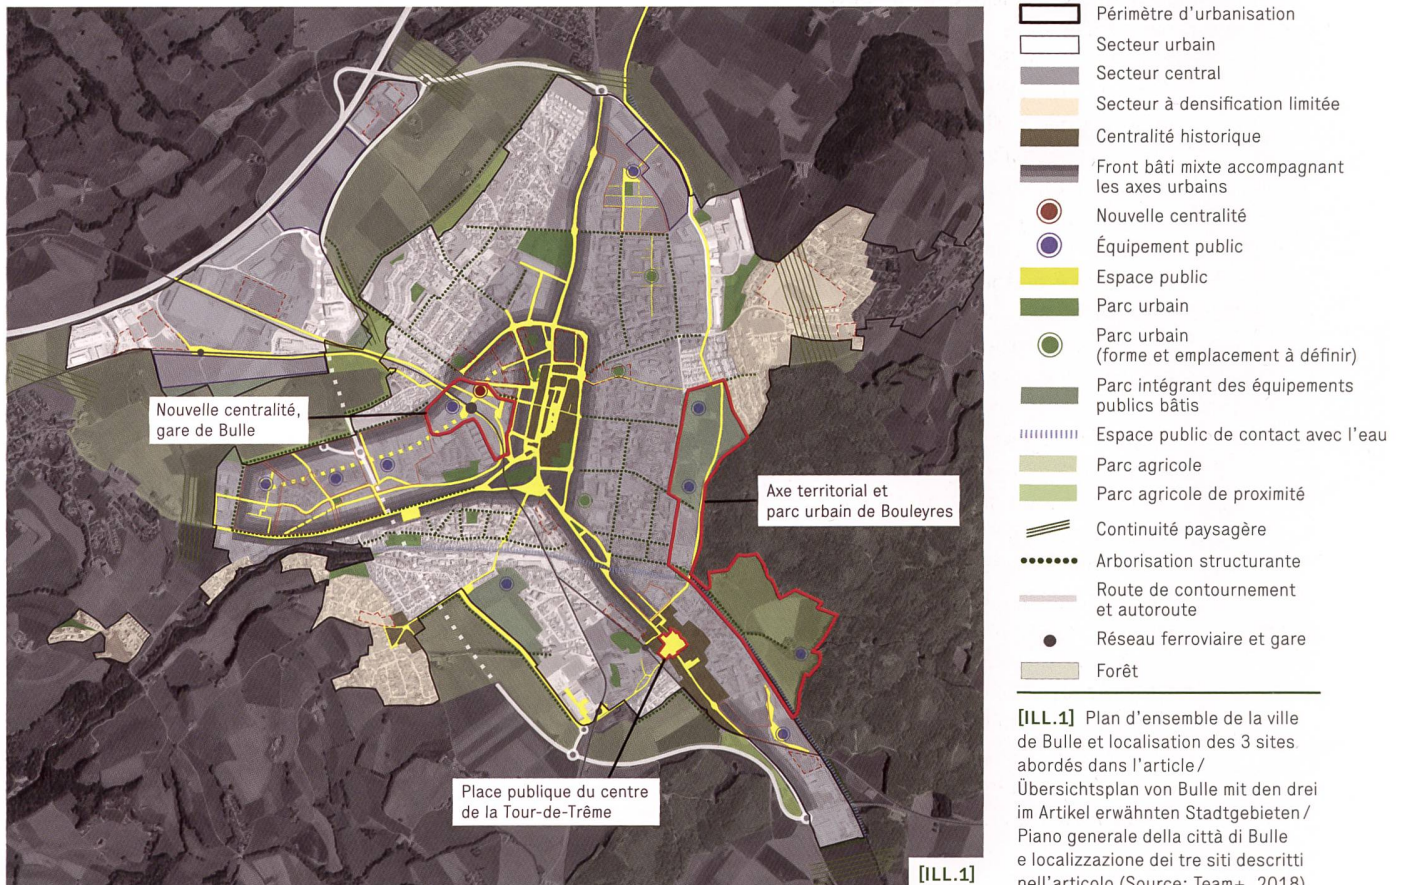 Nouvelle centralité,
gare de Bulle
Axe territorial et
parc urbain de Bouleyres
Place publique du centre
de la Tour-de-Trême
[ILL.1]
Périmètre d'urbanisation
Secteur urbain
Secteur central
Secteur à densification limitée
Centralité historique
Front bâti mixte accompagnant
les axes urbains
Nouvelle centralité
Équipement public
Espace public
Parc urbain
Parc urbain
(forme et emplacement à définir)
Parc intégrant des équipements
publics bâtis
Espace public de contact avec l'eau
Parc agricole
Parc agricole de proximité
Continuité paysagère
Arborisation structurante
Route de contournement
et autoroute
Réseau ferroviaire et gare
Forêt
[ILL.1] Plan d'ensemble de la ville
de Bulle et localisation des 3 sites
abordés dans l'article/
Übersichtsplan von Bulle mit den drei
im Artikel erwähnten Stadtgebieten/
Piano generale della città di Bulle
e localizzazione dei tre siti descritti
nell'articolo (Source: Team+, 2018)